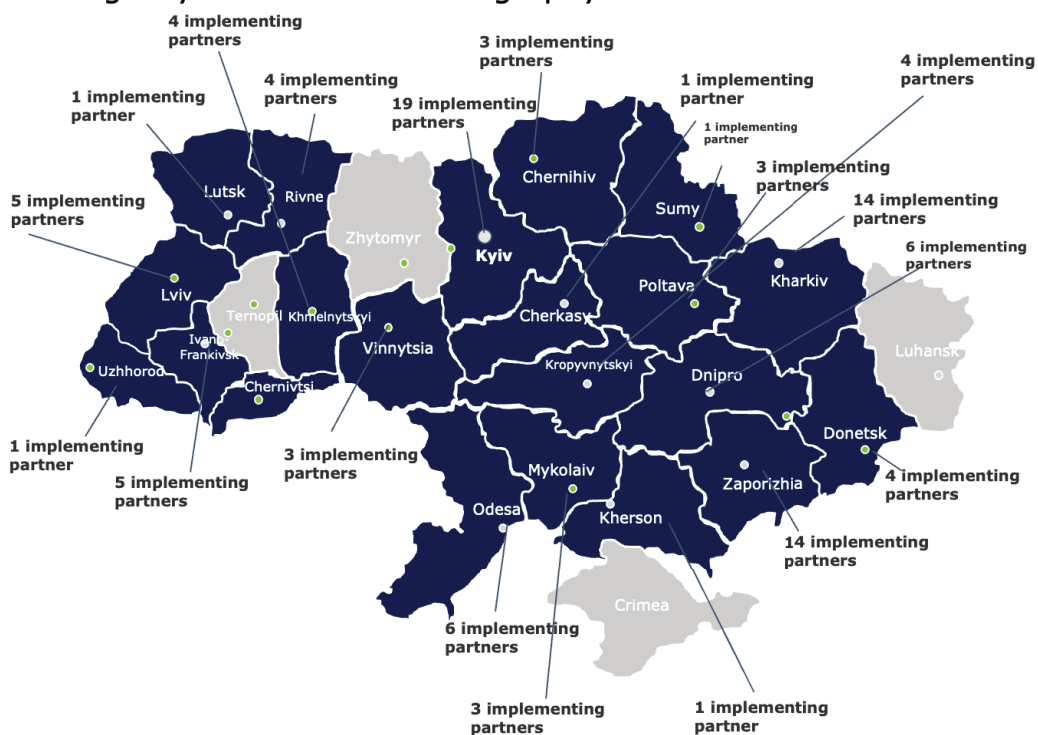 4 implementing
partners
3 implementing
partners
4 implementing
partners
4 implementing
partners
1 implementing
partner
1 implementing
partner
19 implementing
partners
1 implementing
partner
3 implementing
partners
5 implementing
partners
14 implementing
partners
6 implementing
partners
Lutsk
Rivne
Chernihiv
Sumy
Zhytomyr
Kyiv
Kharkiv
Lviv
Poltava
Ternopil
Khmelnytskyi
Cherkasy
Ivano-
Frankivsk
Vinnytsia
Luhansk
Uzhhorod
Kropyvnytskyi
Dnipro
Chernivtsi
Donetsk
1 implementing
partner
3 implementing
partners
Mykolaiv
Zaporizhia
4 implementing
partners
5 implementing
partners
Odesa
Kherson
14 implementing
partners
Crimea
6 implementing
partners
3 implementing
partners
1 implementing
partner